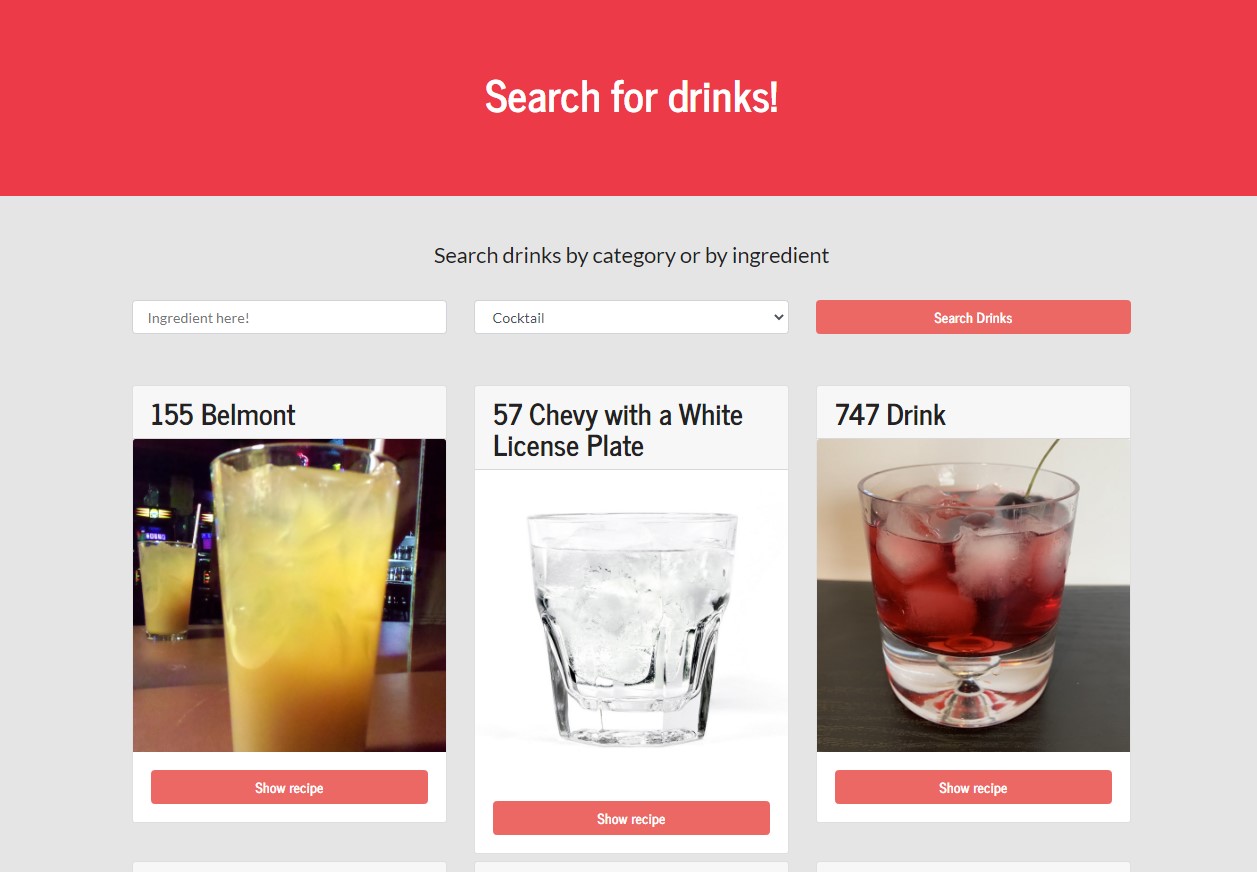 Search for drinks!
Search drinks by category or by ingredient
Ingredient here!
Cocktail
Search Drinks
155 Belmont
57 Chevy with a White
License Plate
747 Drink
Show recipe
Show recipe
Show recipe